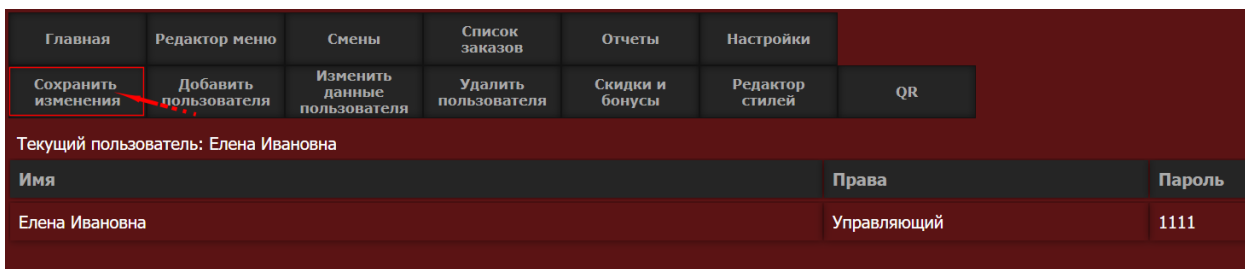 Главная Редактор меню Смены Список заказов Отчеты Настройки
Сохранить изменения Добавить пользователя Изменить данные пользователя Удалить пользователя Скидки и бонусы Редактор стилей QR
Текущий пользователь: Елена Ивановна
Имя Права Пароль
Елена Ивановна Управляющий 1111